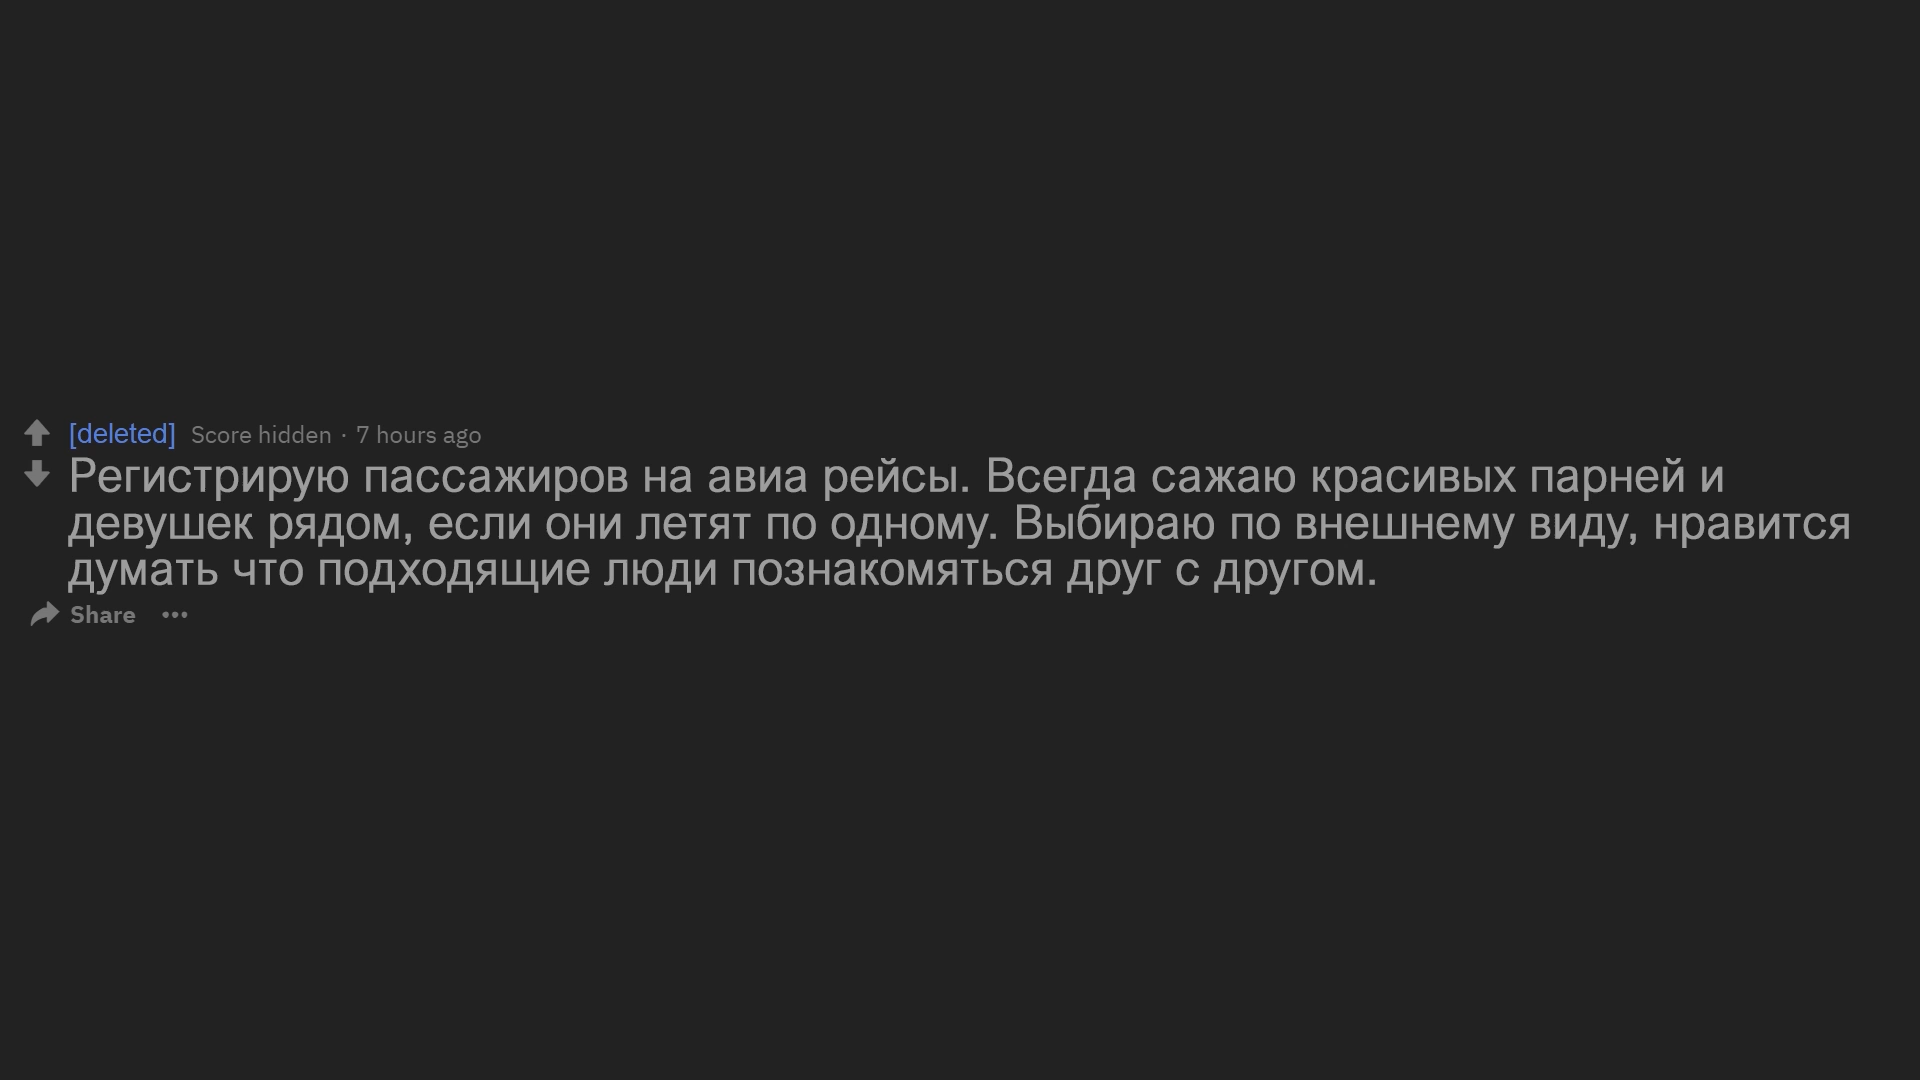 [deleted] Score hidden · 7 hours ago
Регистрирую пассажиров на авиа рейсы. Всегда сажаю красивых парней и
девушек рядом, если они летят по одному. Выбираю по внешнему виду, нравится
думать что подходящие люди познакомяться друг с другом.
Share ...